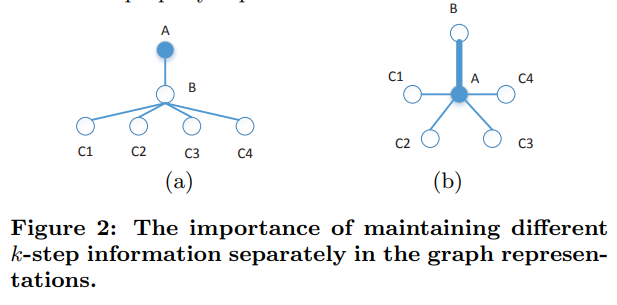 A
B
C1 C2 C3 C4
(a)
B
C1 A C4
C2 C3
(b)
Figure 2: The importance of maintaining different
k-step information separately in the graph represen-
tations.